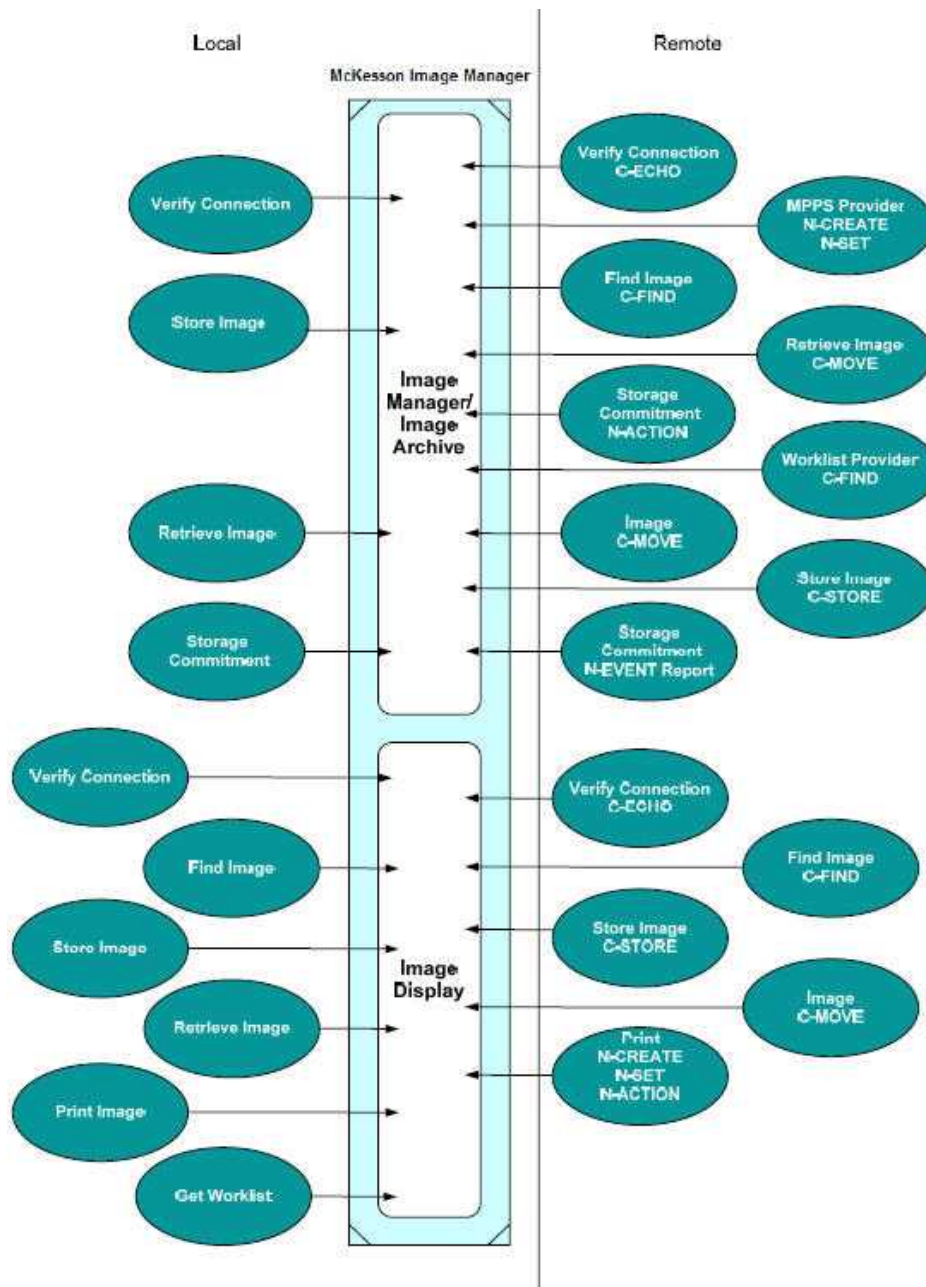 Local
Remote
McKesson Image Manager
Verify Connection
C-ECHO
Verify Connection
MPPS Provider
N-CREATE
N-SET
Find Image
C-FIND
Store Image
Retrieve Image
C-MOVE
Image
Manager/
Image
Archive
Storage
Commitment
N-ACTION
Worklist Provider
C-FIND
Retrieve Image
Image
C-MOVE
Store Image
C-STORE
Storage
Commitment
Storage
Commitment
N-EVENT Report
Verify Connection
Verify Connection
C-ECHO
Find Image
Find Image
C-FIND
Store Image
Store Image
C-STORE
Image
Display
Retrieve Image
Image
C-MOVE
Print
N-CREATE
N-SET
N-ACTION
Print Image
Get Worklist